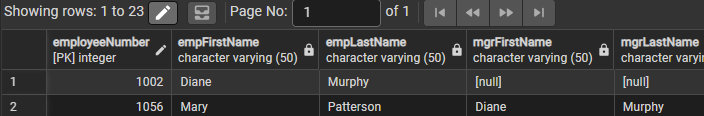 Showing rows: 1 to 23 Page No: 1 of 1
employeeNumber empFirstName empLastName mgrFirstName mgrLastName
[PK] integer character varying (50) character varying (50) character varying (50) character varying (50)
1 1002 Diane Murphy [null] [null]
2 1056 Mary Patterson Diane Murphy